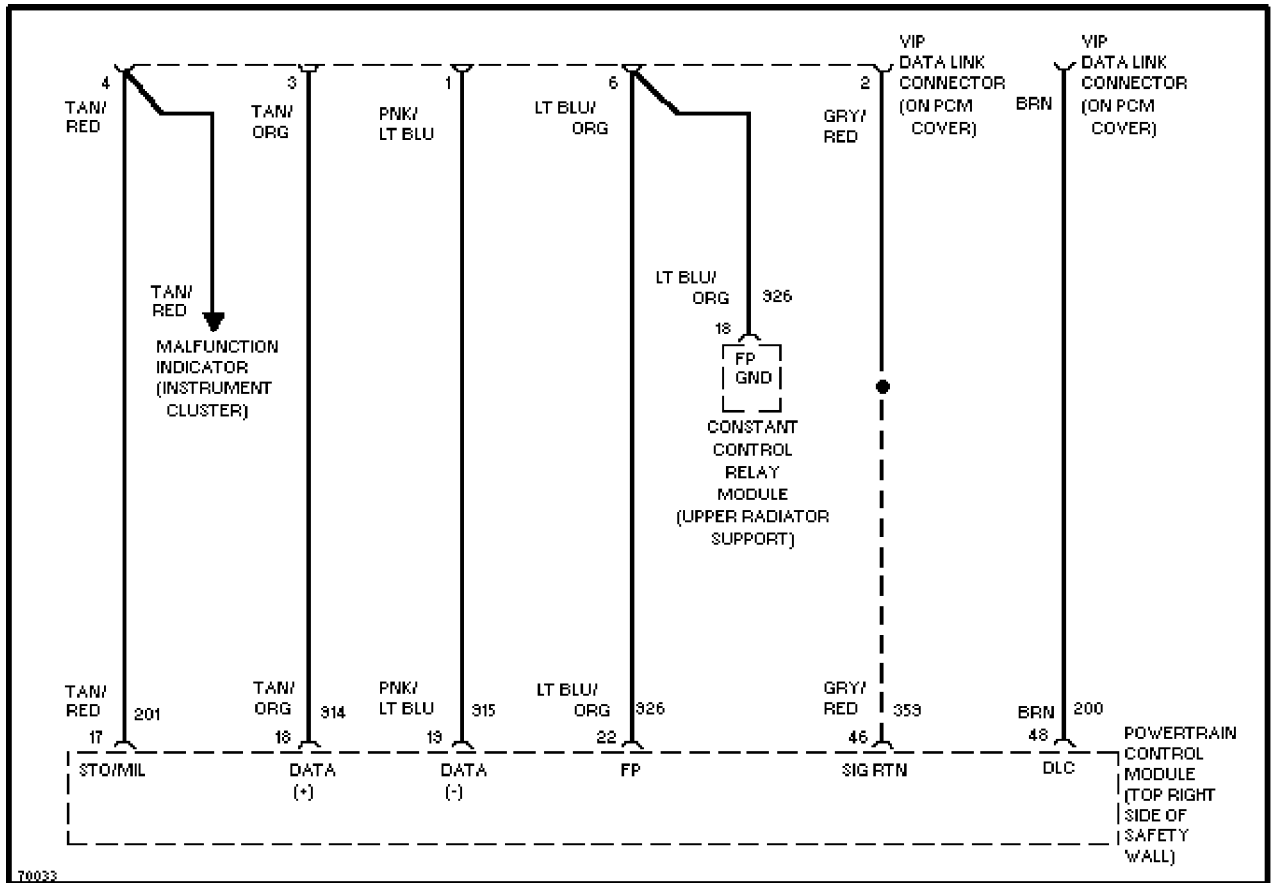 VIP
DATA LINK
CONNECTOR
(ON PCM
COVER)
VIP
DATA LINK
CONNECTOR
(ON PCM
COVER)
4
3
1
6
2
TAN/
RED
TAN/
ORG
PNK/
LT BLU
LT BLU/
ORG
GRY/
RED
BRN
TAN/
RED
MALFUNCTION
INDICATOR
(INSTRUMENT
CLUSTER)
LT BLU/
ORG
926
18
FP
GND
CONSTANT
CONTROL
RELAY
MODULE
(UPPER RADIATOR
SUPPORT)
TAN/
RED
201
TAN/
ORG
914
PNK/
LT BLU
915
LT BLU/
ORG
926
GRY/
RED
359
BRN
200
17
18
19
22
46
48
STO/MIL
DATA
(+)
DATA
(-)
FP
SIG RTN
DLC
POWERTRAIN
CONTROL
MODULE
(TOP RIGHT
SIDE OF
SAFETY
WALL)
70033